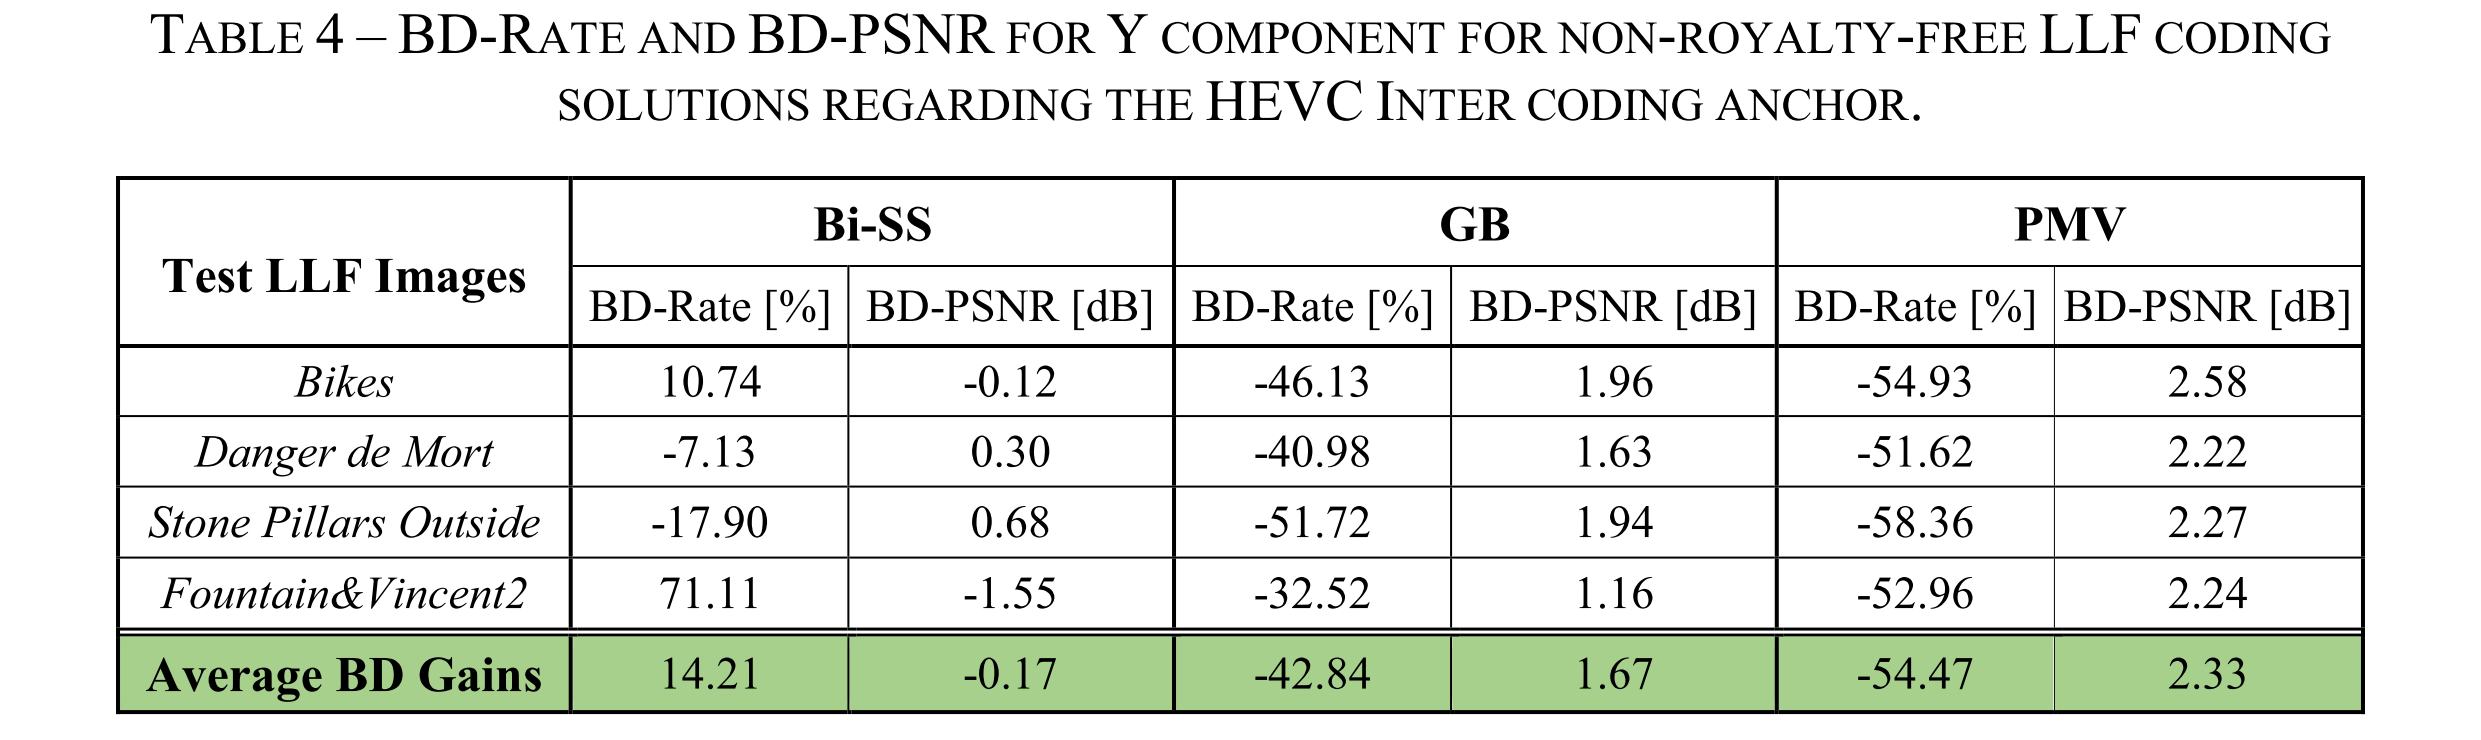 TABLE 4 – BD-RATE AND BD-PSNR FOR Y COMPONENT FOR NON-ROYALTY-FREE LLF CODING
SOLUTIONS REGARDING THE HEVC INTER CODING ANCHOR.
Test LLF Images Bi-SS GB PMV
BD-Rate [%] BD-PSNR [dB] BD-Rate [%] BD-PSNR [dB] BD-Rate [%] BD-PSNR [dB]
Bikes 10.74 -0.12 -46.13 1.96 -54.93 2.58
Danger de Mort -7.13 0.30 -40.98 1.63 -51.62 2.22
Stone Pillars Outside -17.90 0.68 -51.72 1.94 -58.36 2.27
Fountain&Vincent2 71.11 -1.55 -32.52 1.16 -52.96 2.24
Average BD Gains 14.21 -0.17 -42.84 1.67 -54.47 2.33